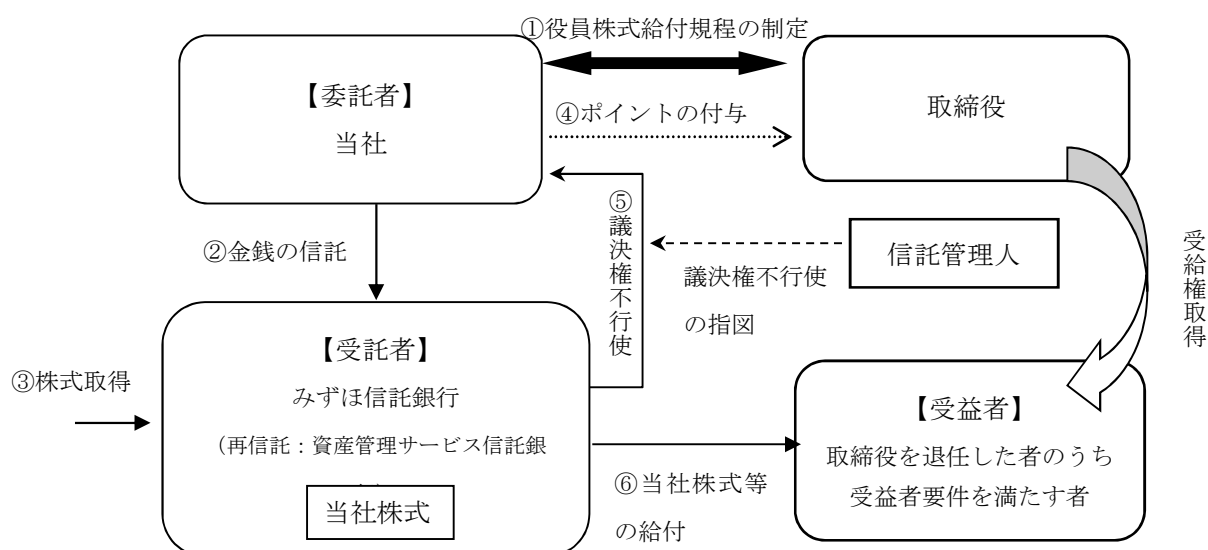 ①役員株式給付規程の制定
【委託者】
当社
④ポイントの付与
取締役
②金銭の信託
⑤議決権不行使
信託管理人
議決権不行使
の指図
受給権取得
③株式取得
【受託者】
みずほ信託銀行
（再信託：資産管理サービス信託銀
当社株式
⑥当社株式等
の給付
【受益者】
取締役を退任した者のうち
受益者要件を満たす者